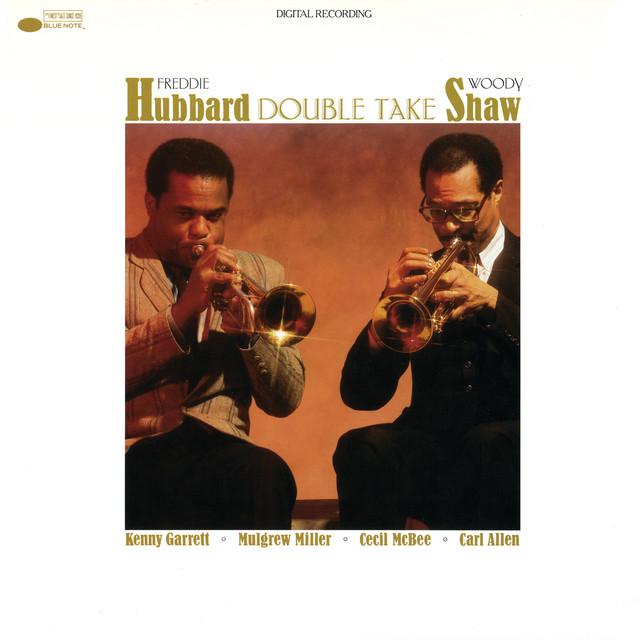 DIGITAL RECORDING
BLUE NOTE
FREDDIE WOODY
Hubbard DOUBLE TAKE Shaw
Kenny Garrett ◦ Mulgrew Miller ◦ Cecil McBee ◦ Carl Allen